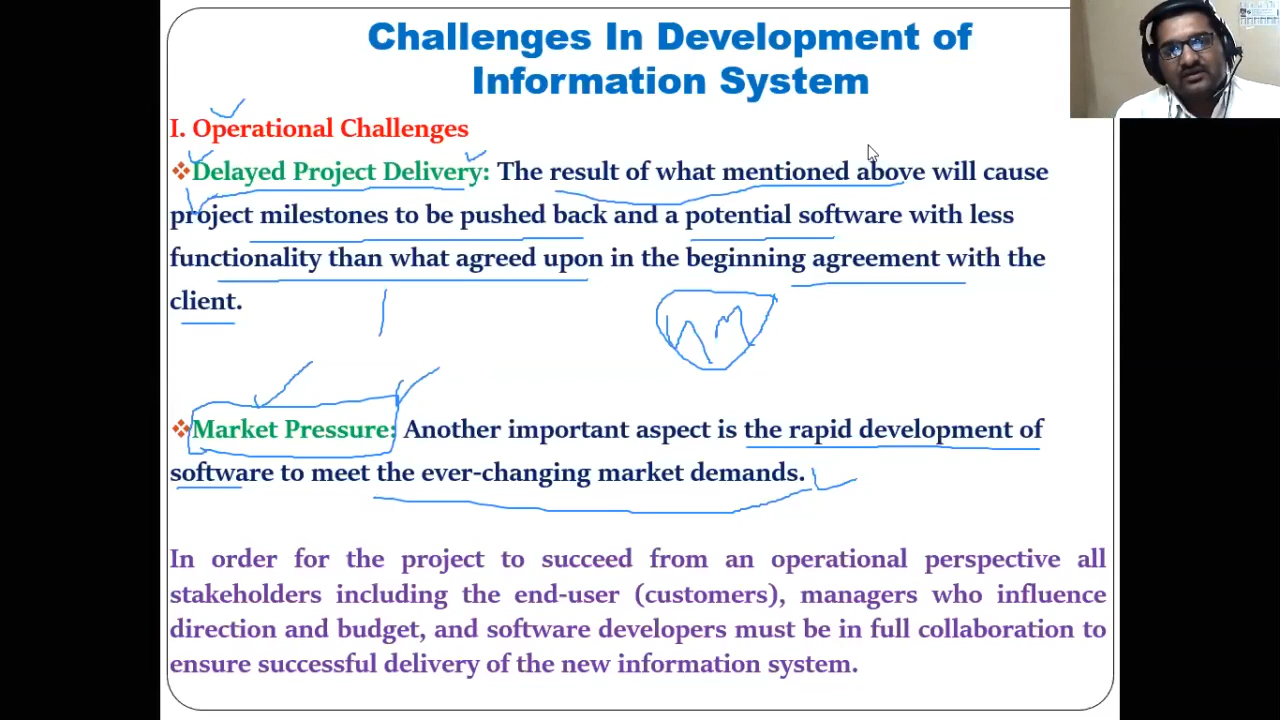 Challenges In Development of
Information System
I. Operational Challenges
❖Delayed Project Delivery: The result of what mentioned above will cause
project milestones to be pushed back and a potential software with less
functionality than what agreed upon in the beginning agreement with the
client.
❖Market Pressure: Another important aspect is the rapid development of
software to meet the ever-changing market demands.
In order for the project to succeed from an operational perspective all
stakeholders including the end-user (customers), managers who influence
direction and budget, and software developers must be in full collaboration to
ensure successful delivery of the new information system.